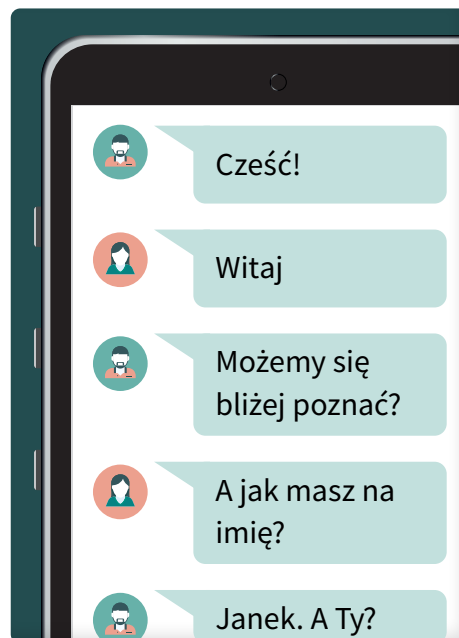 Cześć!
Witaj
Możemy się
bliżej poznać?
A jak masz na
imię?
Janek. A Ty?